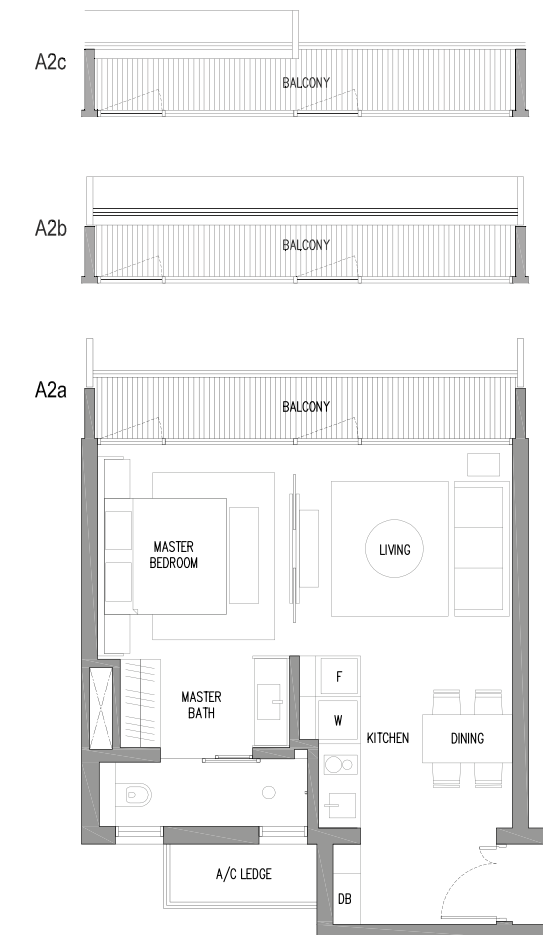 A2c
BALCONY
A2b
BALCONY
A2a
BALCONY
MASTER
BEDROOM
LIVING
F
MASTER
BATH
W
KITCHEN
DINING
A/C LEDGE
DB